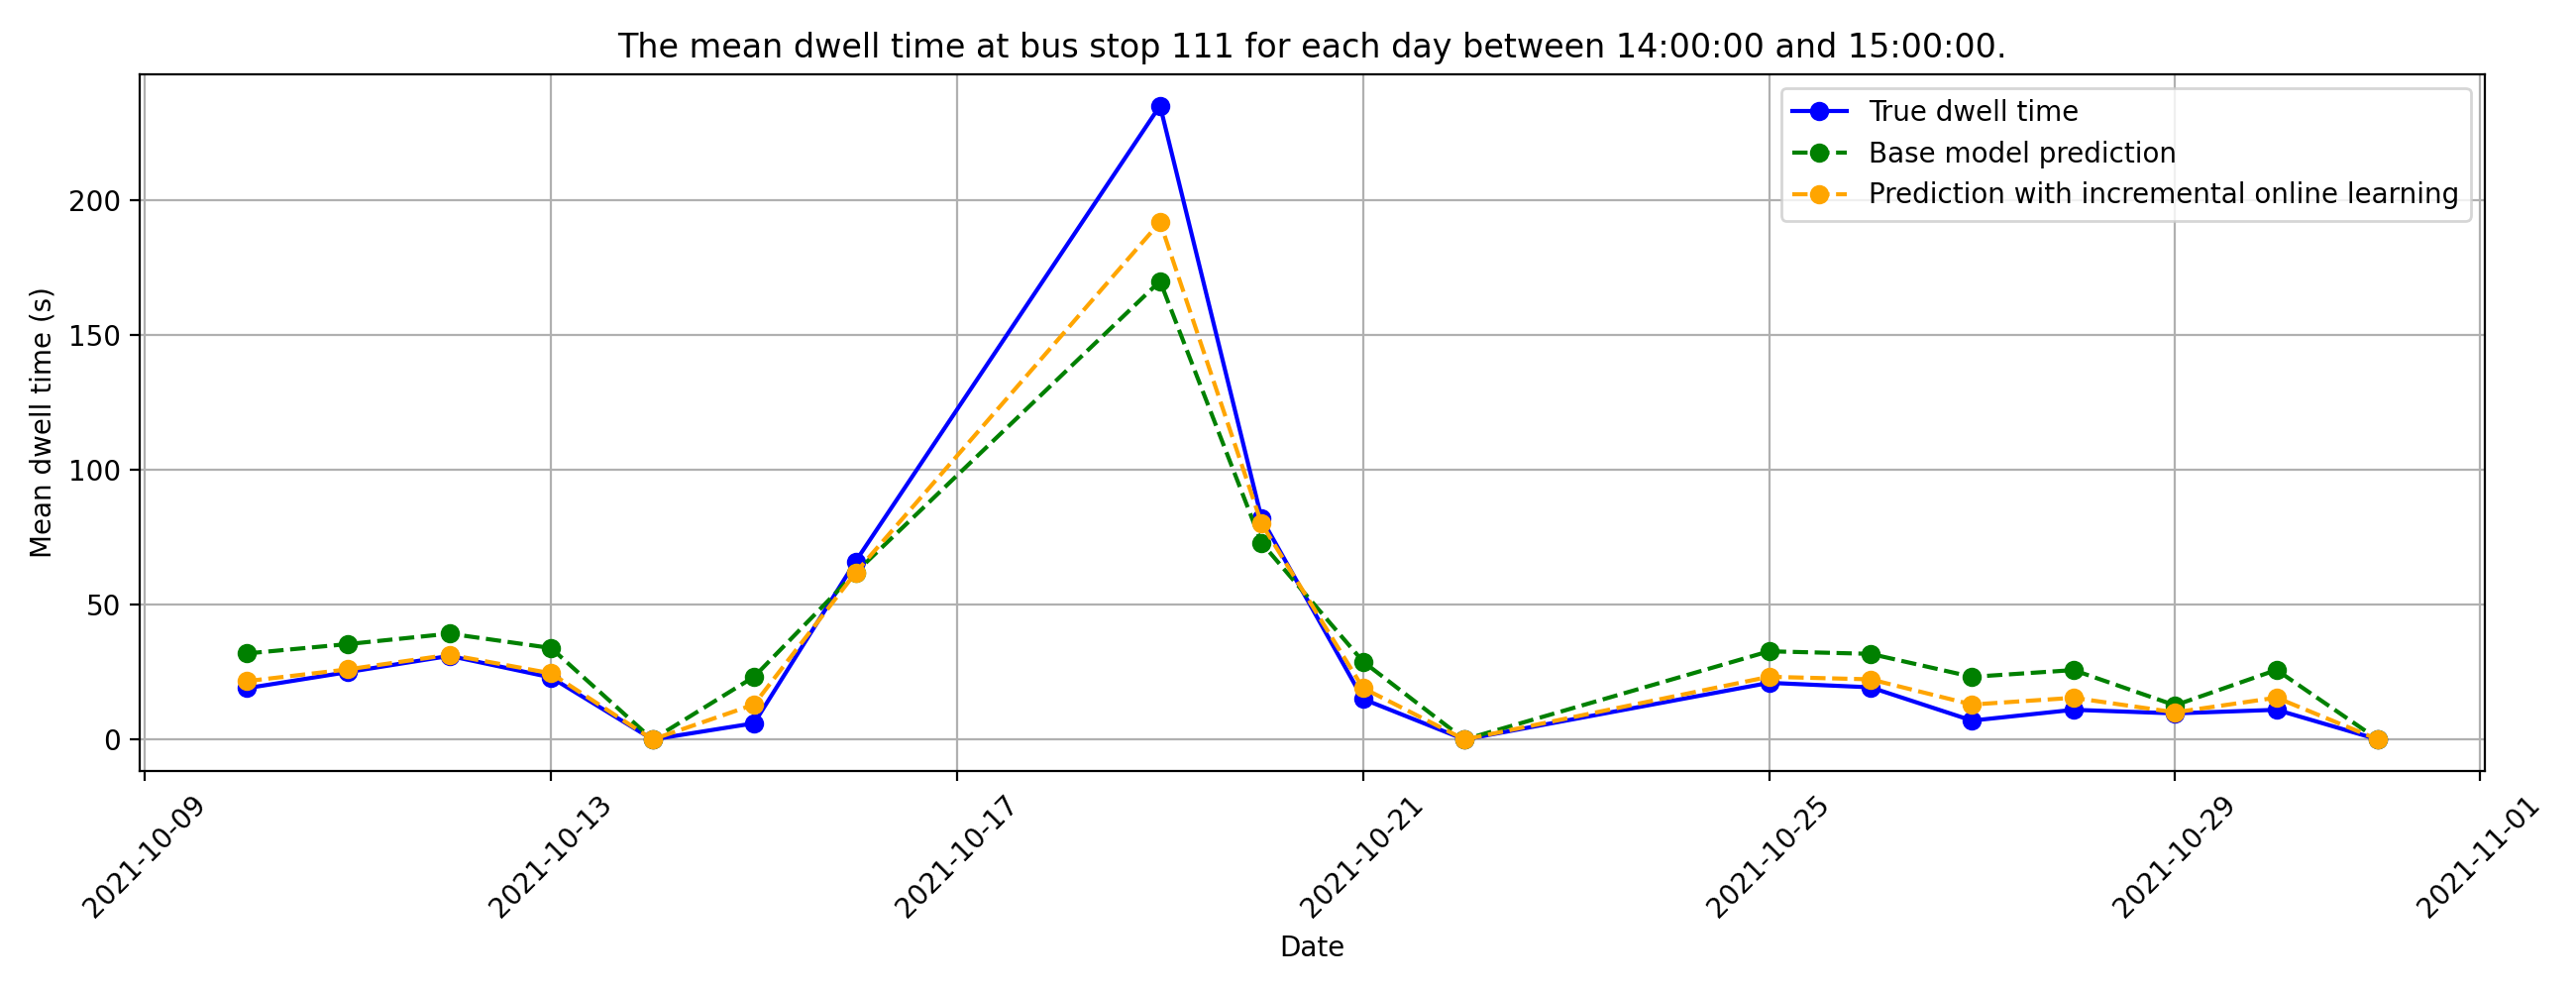 The mean dwell time at bus stop 111 for each day between 14:00:00 and 15:00:00.
True dwell time
Base model prediction
Prediction with incremental online learning
Mean dwell time (s)
200
150
100
50
0
2021-10-09
2021-10-13
2021-10-17
2021-10-21
2021-10-25
2021-10-29
2021-11-01
Date